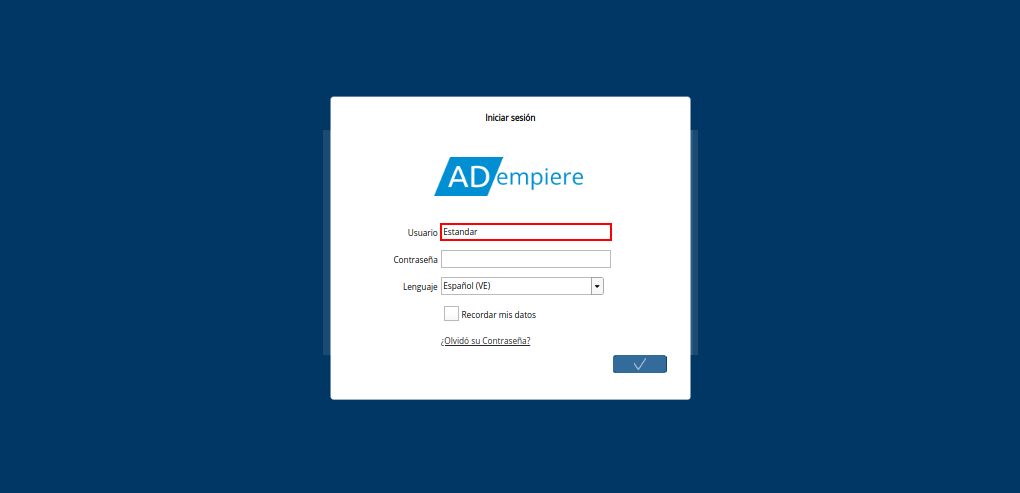 Iniciar sesión
ADempiere
Usuario Estandar
Contraseña
Lenguaje Español (VE)
Recordar mis datos
¿Olvidó su Contraseña?